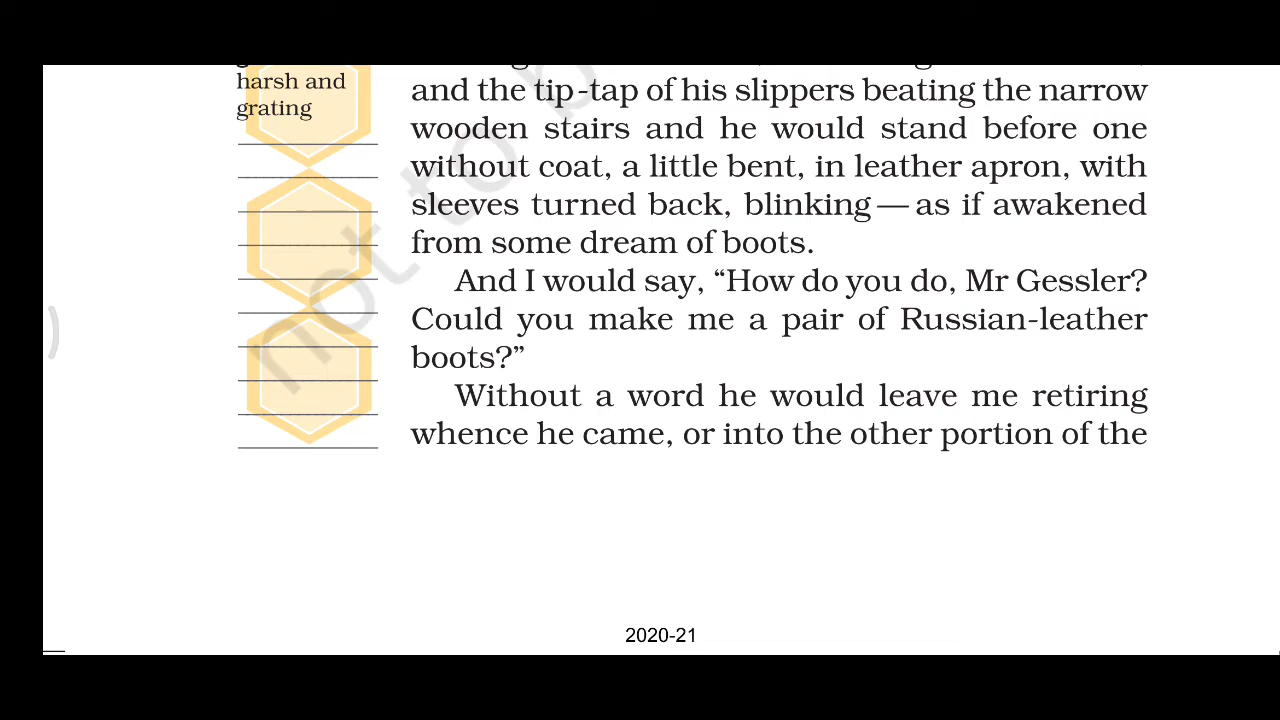 harsh and
grating
and the tip-tap of his slippers beating the narrow
wooden stairs and he would stand before one
without coat, a little bent, in leather apron, with
sleeves turned back, blinking — as if awakened
from some dream of boots.
And I would say, “How do you do, Mr Gessler?
Could you make me a pair of Russian-leather
boots?”
Without a word he would leave me retiring
whence he came, or into the other portion of the
not to b
2020-21